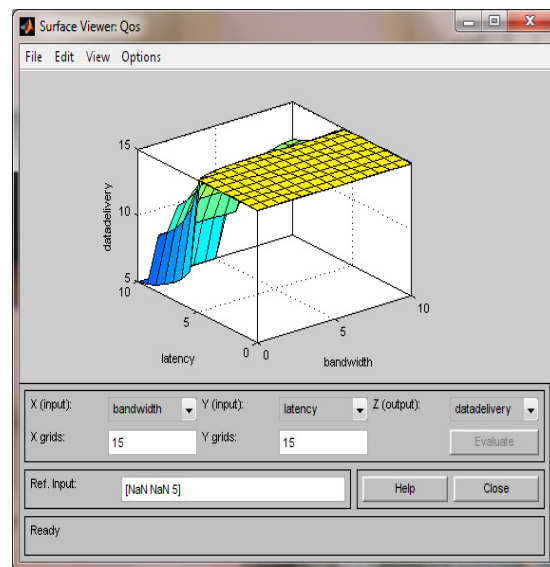 Surface Viewer: Qos
File Edit View Options
15
10
5
datadelivery
10
5
0
latency
0
5
10
bandwidth
X (input): bandwidth Y (input): latency Z (output): datadelivery
X grids: 15 Y grids: 15 Evaluate
Ref. Input: [NaN NaN 5] Help Close
Ready